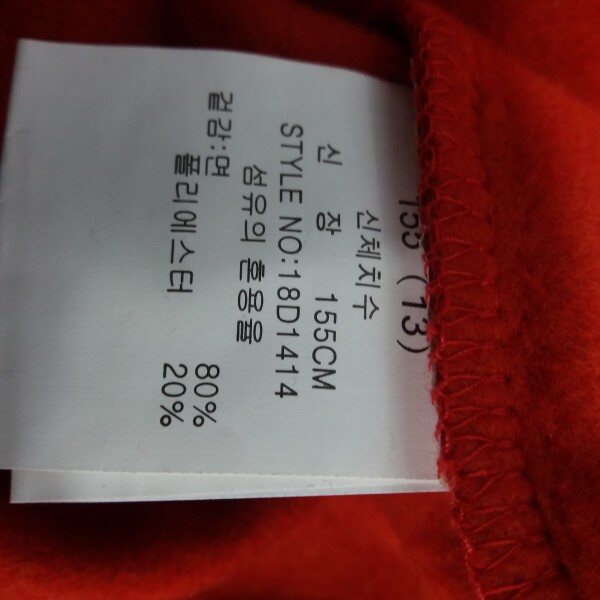 155 (13)
신체치수
신 장 155CM
STYLE NO:18D1414
섬유의 혼용율
겉감:면 80%
폴리에스터 20%